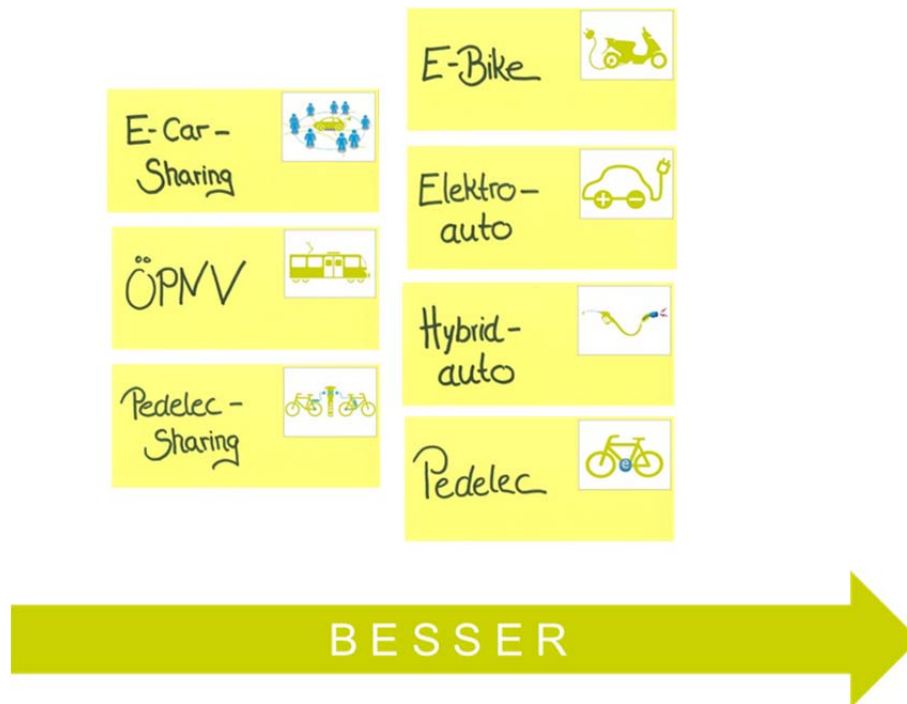 E-Car-
Sharing
ÖPNV
Pedelec-
Sharing
E-Bike
Elektro-
auto
Hybrid-
auto
Pedelec
BESSER